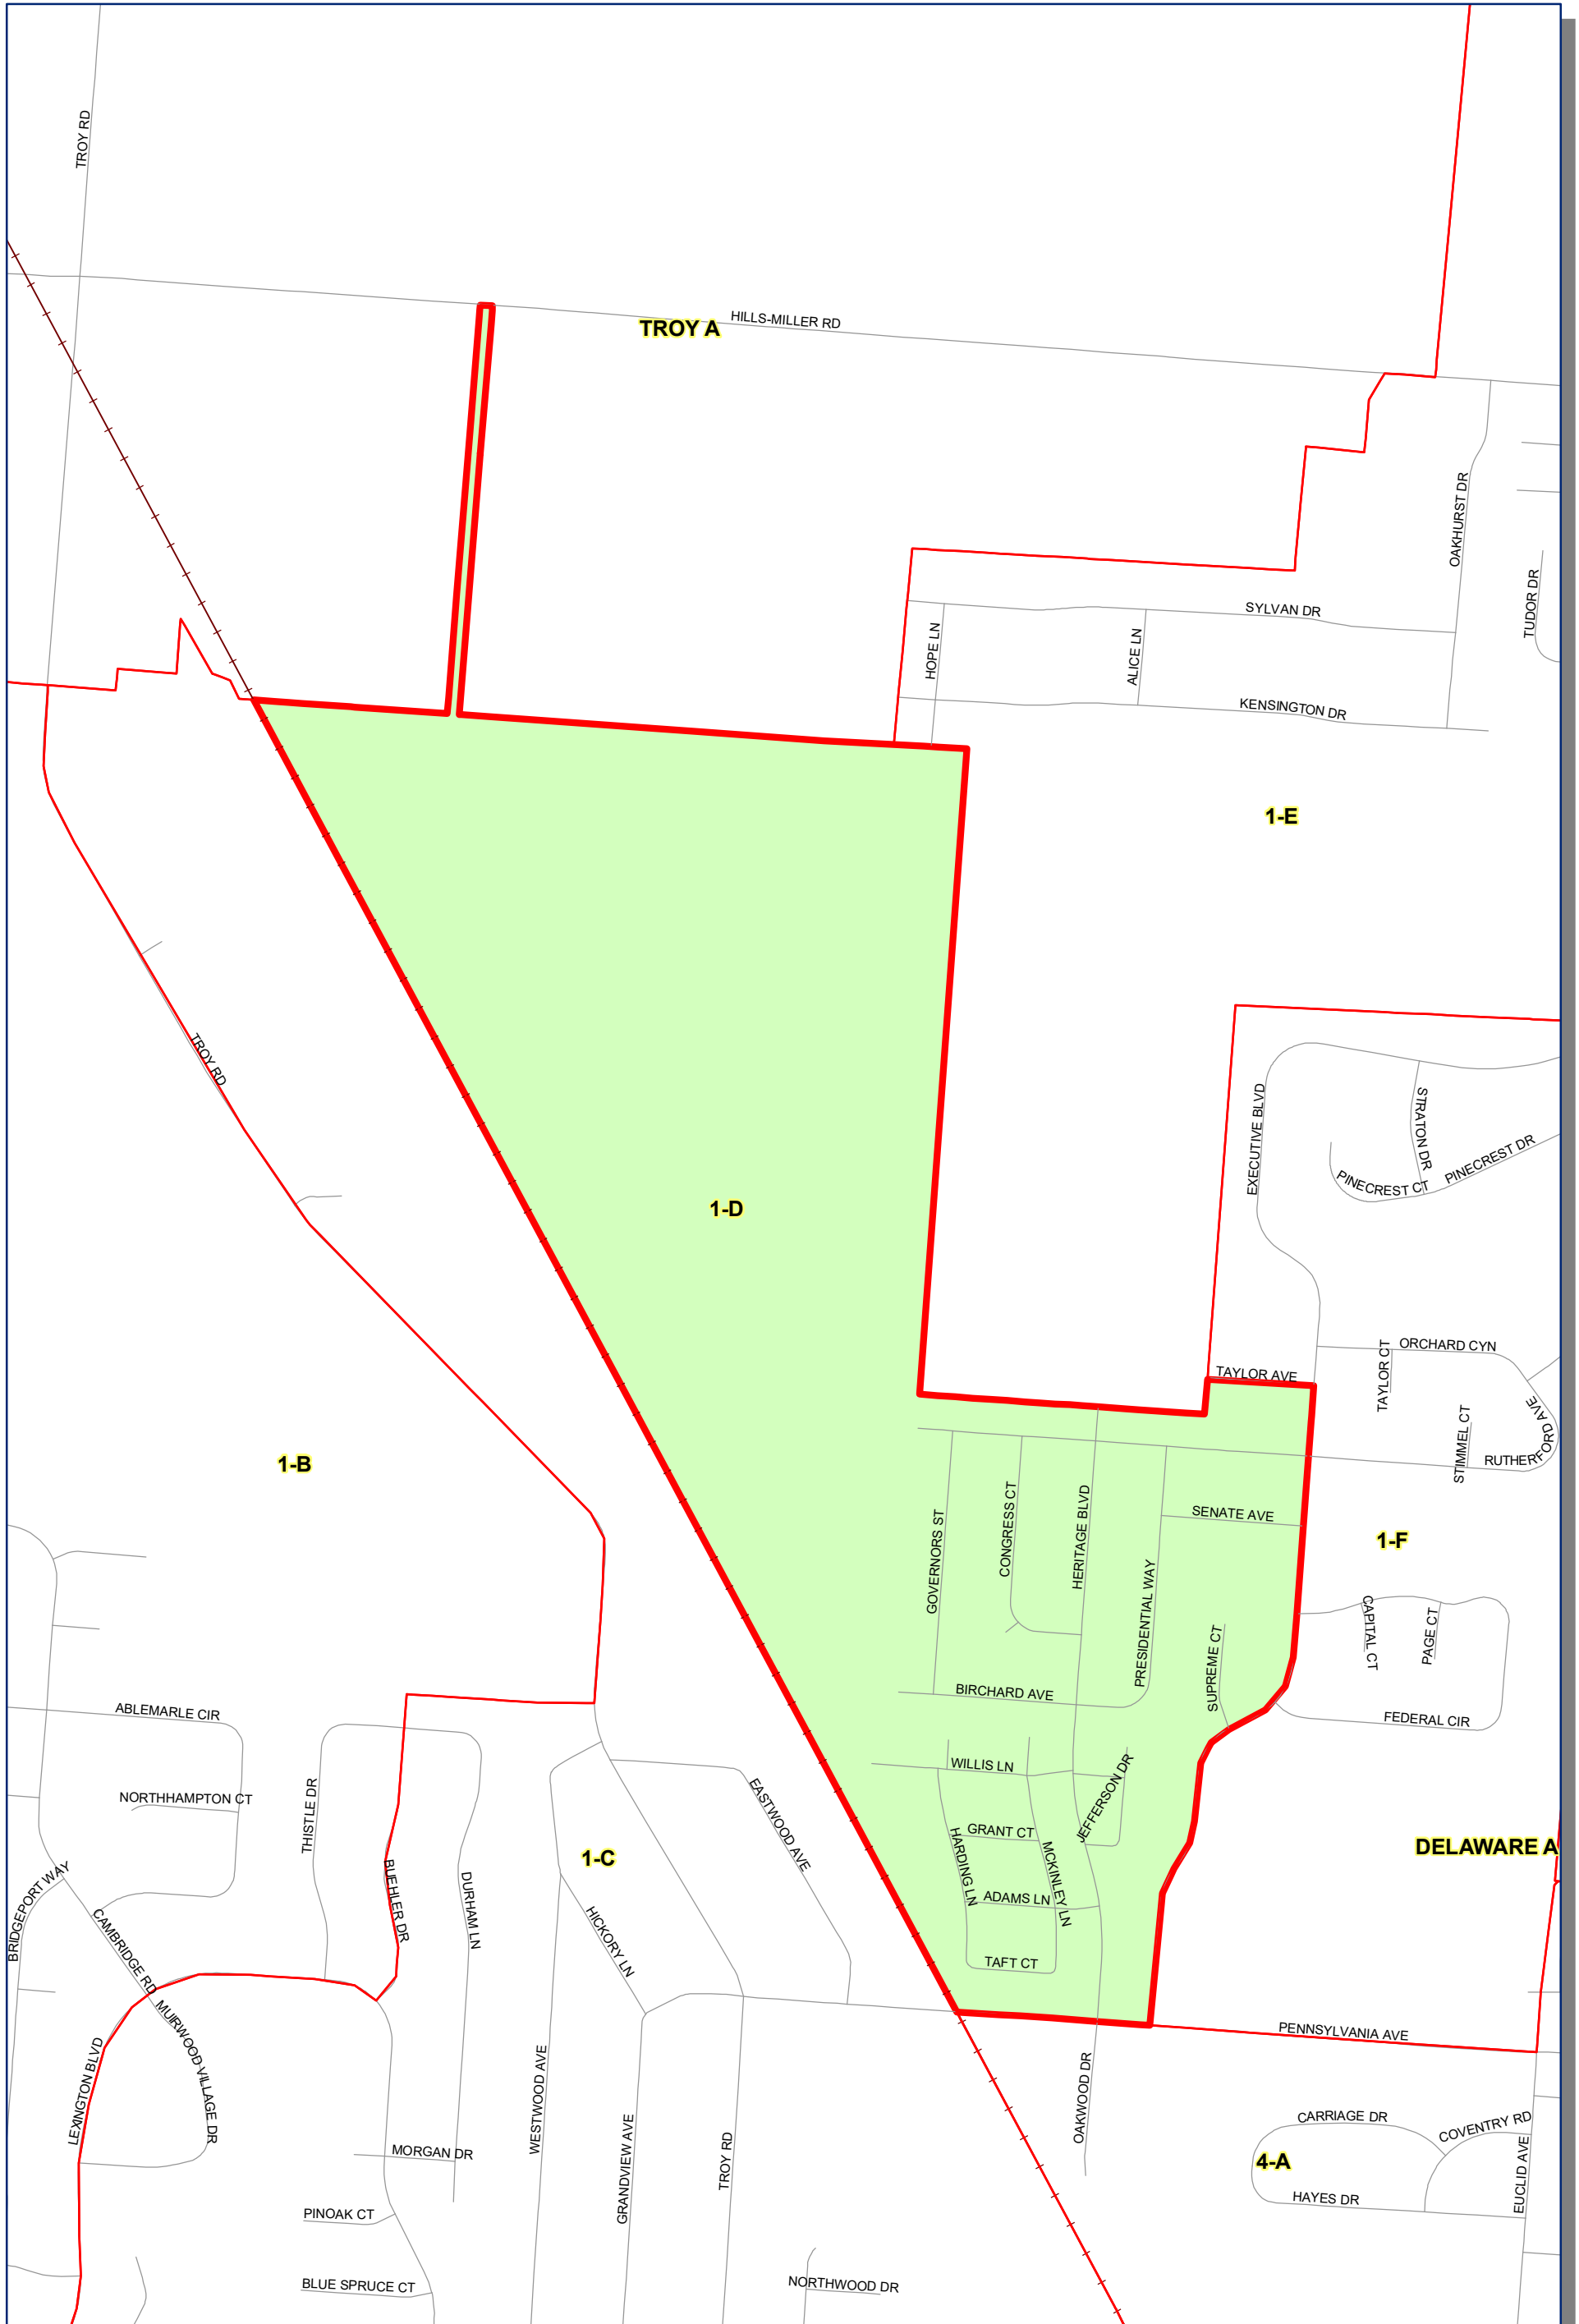 TROY RD
TROY A
HILLS-MILLER RD
OAKHURST DR
TUDOR DR
SYLVAN DR
HOPE LN
ALICE LN
KENSINGTON DR
1-E
TROY RD
EXECUTIVE BLVD
STRATON DR
PINECREST DR
PINECREST CT
1-D
ORCHARD CYN
TAYLOR CT
TAYLOR AVE
RUTHERFORD AVE
STIMMEL CT
1-B
SENATE AVE
CONGRESS CT
HERITAGE BLVD
GOVERNORS ST
1-F
PRESIDENTIAL WAY
CAPITAL CT
PAGE CT
SUPREME CT
BIRCHARD AVE
ABLEMARLE CIR
FEDERAL CIR
WILLIS LN
NORTHHAMPTON CT
THISTLE DR
EASTWOOD AVE
JEFFERSON DR
GRANT CT
DELAWARE A
1-C
HARDING LN
MCKINLEY LN
BUEHLER DR
DURHAM LN
ADAMS LN
BRIDGEPORT WAY
CAMBRIDGE RD
HICKORY LN
TAFT CT
MUIRWOOD VILLAGE DR
PENNSYLVANIA AVE
LEXINGTON BLVD
WESTWOOD AVE
OAKWOOD DR
CARRIAGE DR
COVENTRY RD
GRANDVIEW AVE
TROY RD
MORGAN DR
4-A
EUCLID AVE
HAYES DR
PINOAK CT
BLUE SPRUCE CT
NORTHWOOD DR